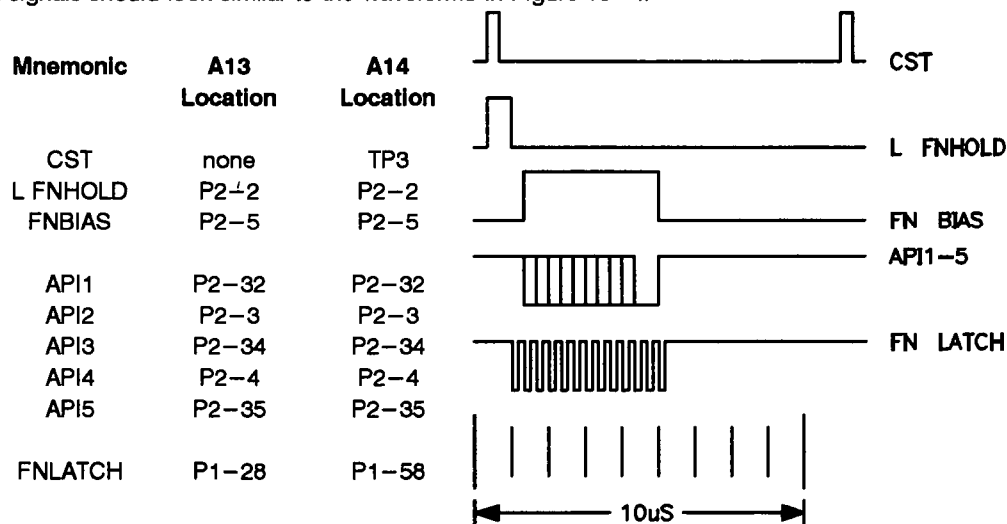 signals should look similar to the waveforms in Figure
Mnemonic A13 Location A14 Location
CST none TP3
L FNHOLD P2-2 P2-2
FNBIAS P2-5 P2-5
API1 P2-32 P2-32
API2 P2-3 P2-3
API3 P2-34 P2-34
API4 P2-4 P2-4
API5 P2-35 P2-35
FNLATCH P1-28 P1-58
CST
L FNHOLD
FN BIAS
API1-5
FN LATCH
10uS